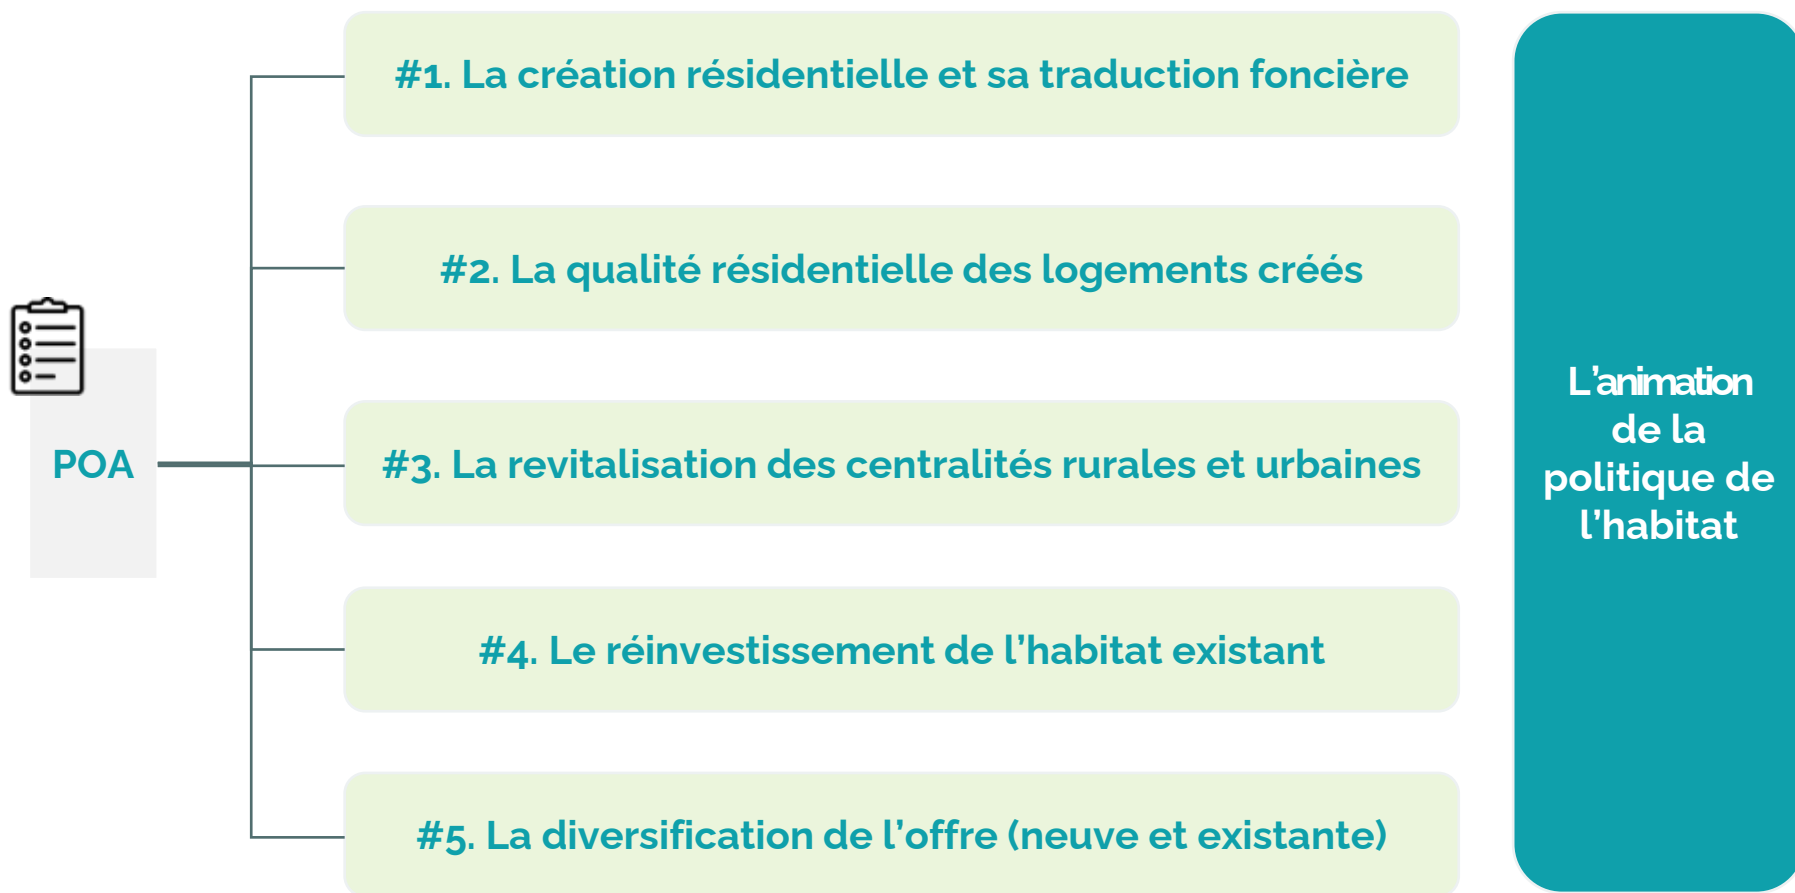 #1. La création résidentielle et sa traduction foncière
#2. La qualité résidentielle des logements créés
POA
#3. La revitalisation des centralités rurales et urbaines
#4. Le réinvestissement de l’habitat existant
#5. La diversification de l’offre (neuve et existante)
L’animation
de la
politique de
l’habitat